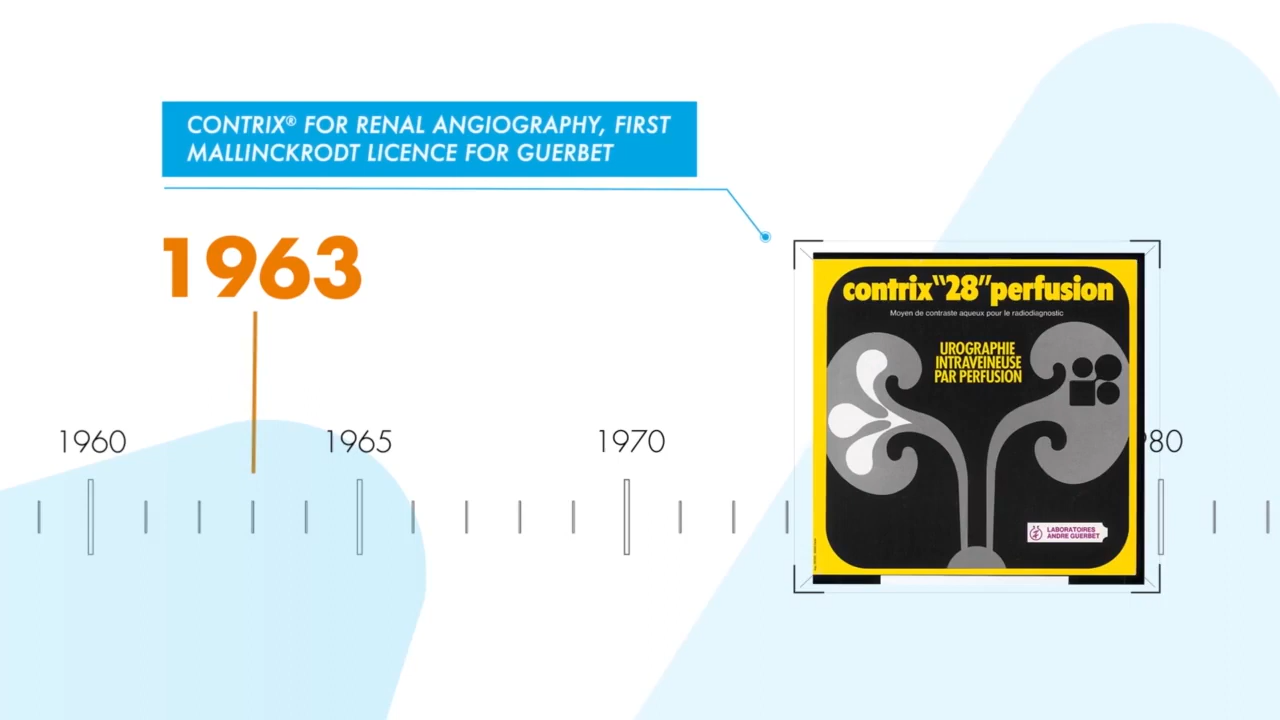 CONTRIX® FOR RENAL ANGIOGRAPHY, FIRST
MALLINCKRODT LICENCE FOR GUERBET
1963
1960
1965
1970
80
contrix "28" perfusion
Moyen de contraste aqueux pour le radiodiagnostic
UROGRAPHIE
INTRAVEINEUSE
PAR PERFUSION
LABORATOIRES
ANDRE GUERBET